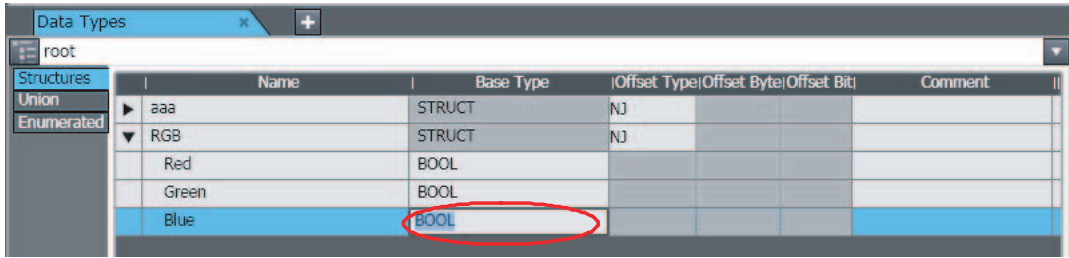 Data Types
root
Structures
Union
Enumerated
Name Base Type Offset Type Offset Byte Offset Bit Comment
aaa STRUCT NJ
RGB STRUCT NJ
Red BOOL
Green BOOL
Blue BOOL